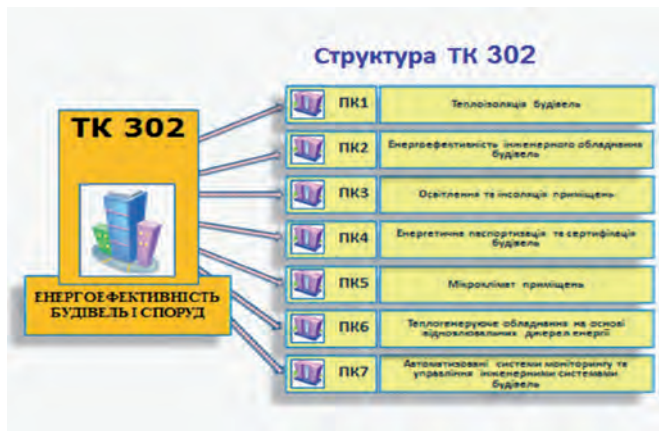 Структура ТК 302
ТК 302
ЕНЕРГОЕФЕКТИВНІСТЬ
БУДІВЕЛЬ І СПОРУД
ПК1
Теплоізоляція будівель
ПК2
Енергоефективність інженерного обладнання
будівель
ПК3
Освітлення та інсоляція приміщень
ПК4
Енергетична паспортизація та сертифікація
будівель
ПК5
Мікроклімат приміщень
ПК6
Теплогенеруюче обладнання на основі
відновлювальних джерел енергії
ПК7
Автоматизовані системи моніторингу та
управління інженерними системами
будівель